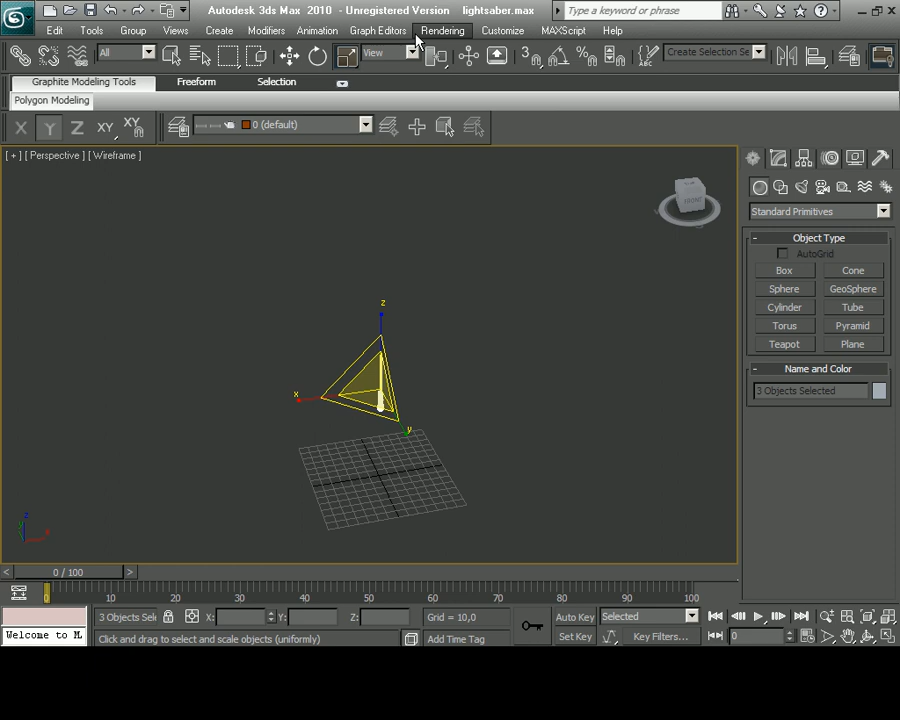 Autodesk 3ds Max 2010 - Unregistered Version lightsaber.max
Type a keyword or phrase
Edit Tools Group Views Create Modifiers Animation Graph Editors Rendering Customize MAXScript Help
All View 3 Create Selection Se
Graphite Modeling Tools Freeform Selection
Polygon Modeling
X Y Z XY XY 0 (default)
[ + ] [ Perspective ] [ Wireframe ]
FRONT
Standard Primitives
- Object Type
AutoGrid
Box Cone
Sphere GeoSphere
Cylinder Tube
Torus Pyramid
Teapot Plane
- Name and Color
3 Objects Selected
z
x
y
z
y x
< 0 / 100 >
0 10 20 30 40 50 60 70 80 90 100
3 Objects Sel X: Y: Z: Grid = 10,0 Auto Key Selected
Welcome to M Click and drag to select and scale objects (uniformly) Add Time Tag Set Key Key Filters... 0